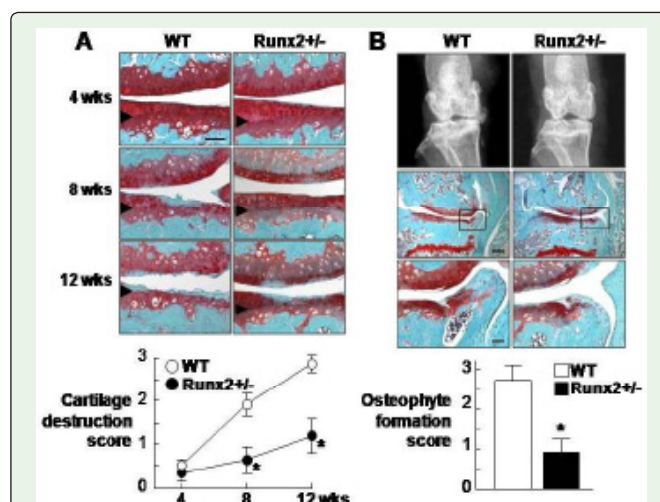 A
WT Runx2+/-
4 wks
8 wks
12 wks
3
2
1
0
Cartilage
destruction
score
WT
Runx2+/-
*
*
4 8 12 wks
B
WT Runx2+/-
3
2
1
0
Osteophyte
formation
score
WT
Runx2+/-
*